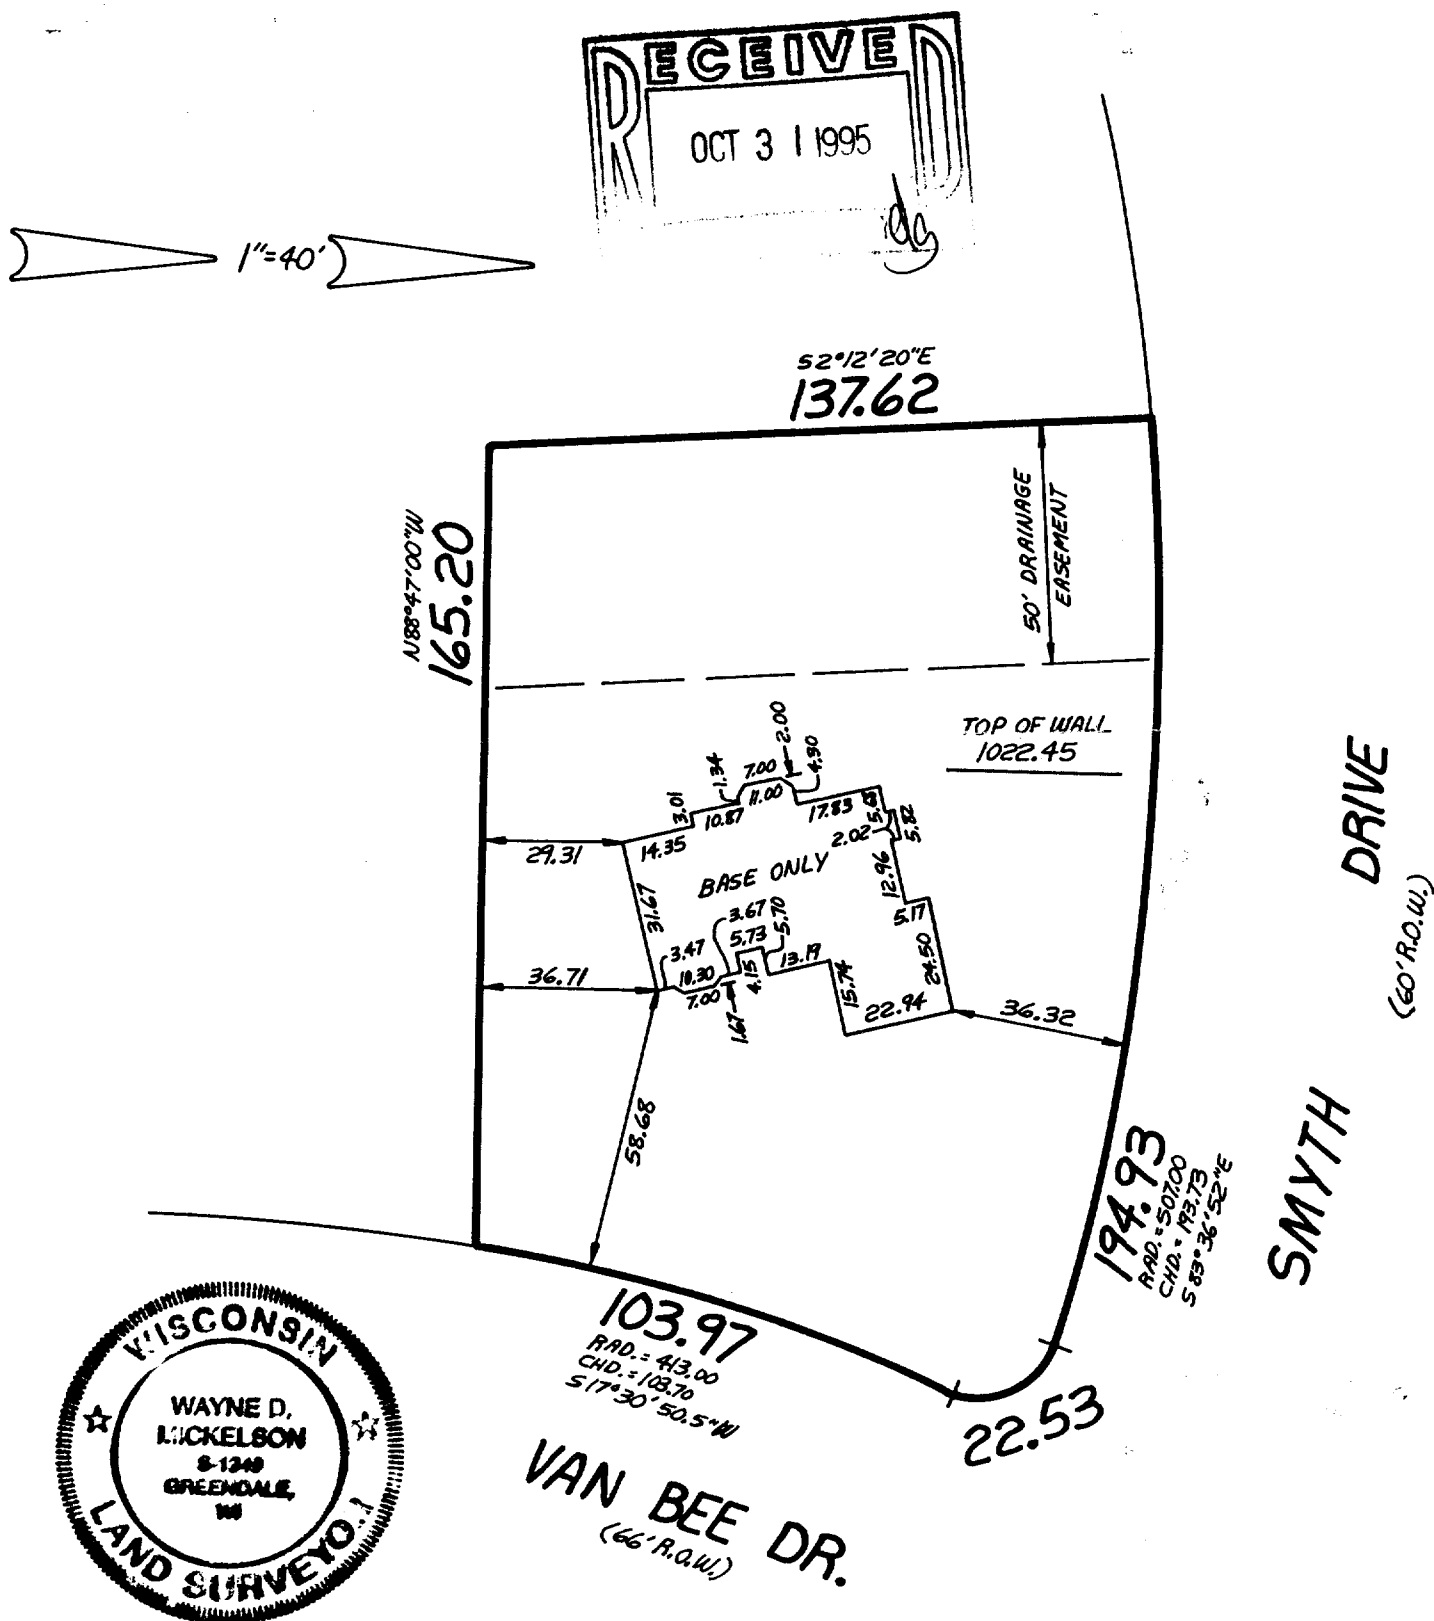 RECEIVED
OCT 3 1 1995
1"=40'
S2°12'20"E
137.62
N88°47'00"W
165.20
50' DRAINAGE
EASEMENT
TOP OF WALL
1022.45
2.00
1.34
7.00
4.90
3.01
11.00
10.87
17.83
5.68
5.82
2.02
29.31
14.35
BASE ONLY
12.96
31.67
3.67
5.70
5.17
3.47
5.73
13.19
24.50
36.71
10.30
4.15
7.00
15.74
1.67
22.94
36.32
58.68
DRIVE
(60' R.O.W.)
SMYTH
194.93
RAD.=507.00
CHD.=193.73
S83°36'52"E
103.97
RAD.=413.00
CHD.=103.70
S17°30'50.5"W
22.53
VAN BEE DR.
(66' R.O.W.)
WISCONSIN
WAYNE D.
MICKELSON
S-1349
GREENDALE,
WI
LAND SURVEYOR